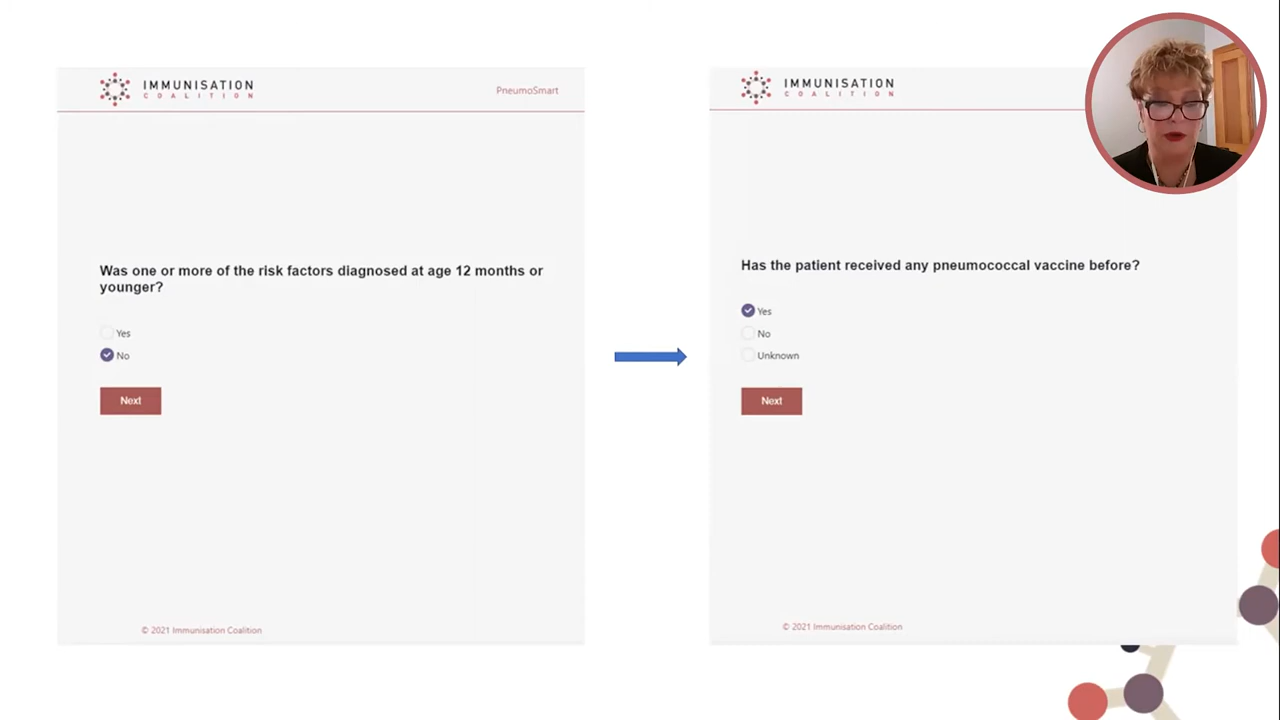 IMMUNISATION
COALITION
PneumoSmart
Was one or more of the risk factors diagnosed at age 12 months or
younger?
Yes
No
Next
© 2021 Immunisation Coalition
IMMUNISATION
COALITION
Has the patient received any pneumococcal vaccine before?
Yes
No
Unknown
Next
© 2021 Immunisation Coalition